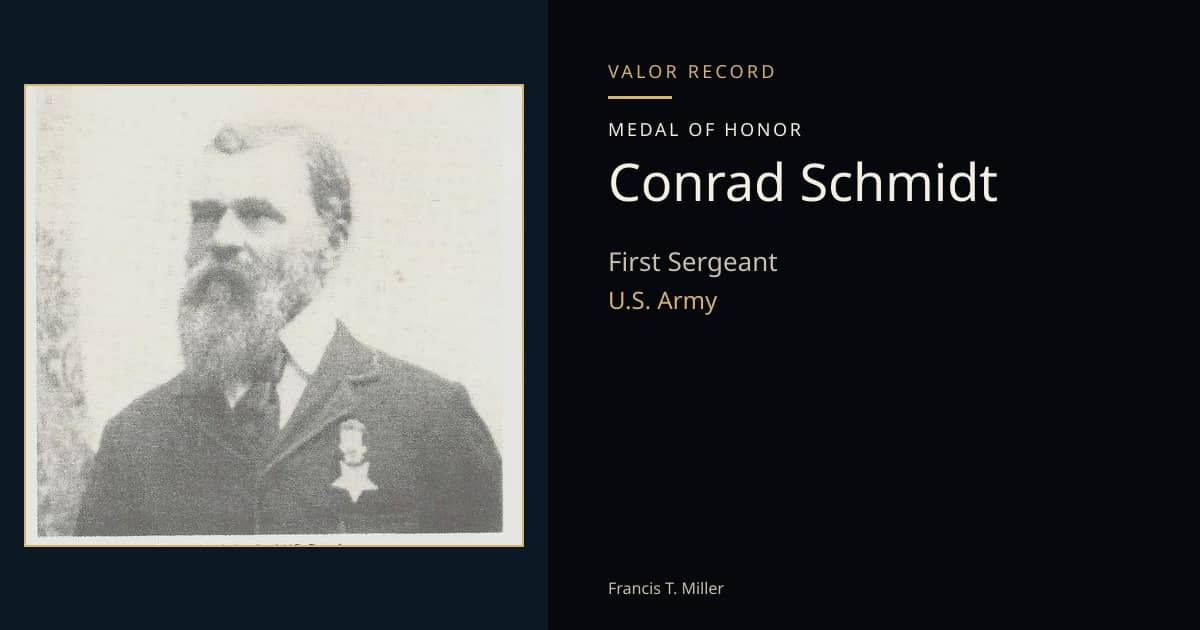 VALOR RECORD
MEDAL OF HONOR
Conrad Schmidt
First Sergeant
U.S. Army
Francis T. Miller